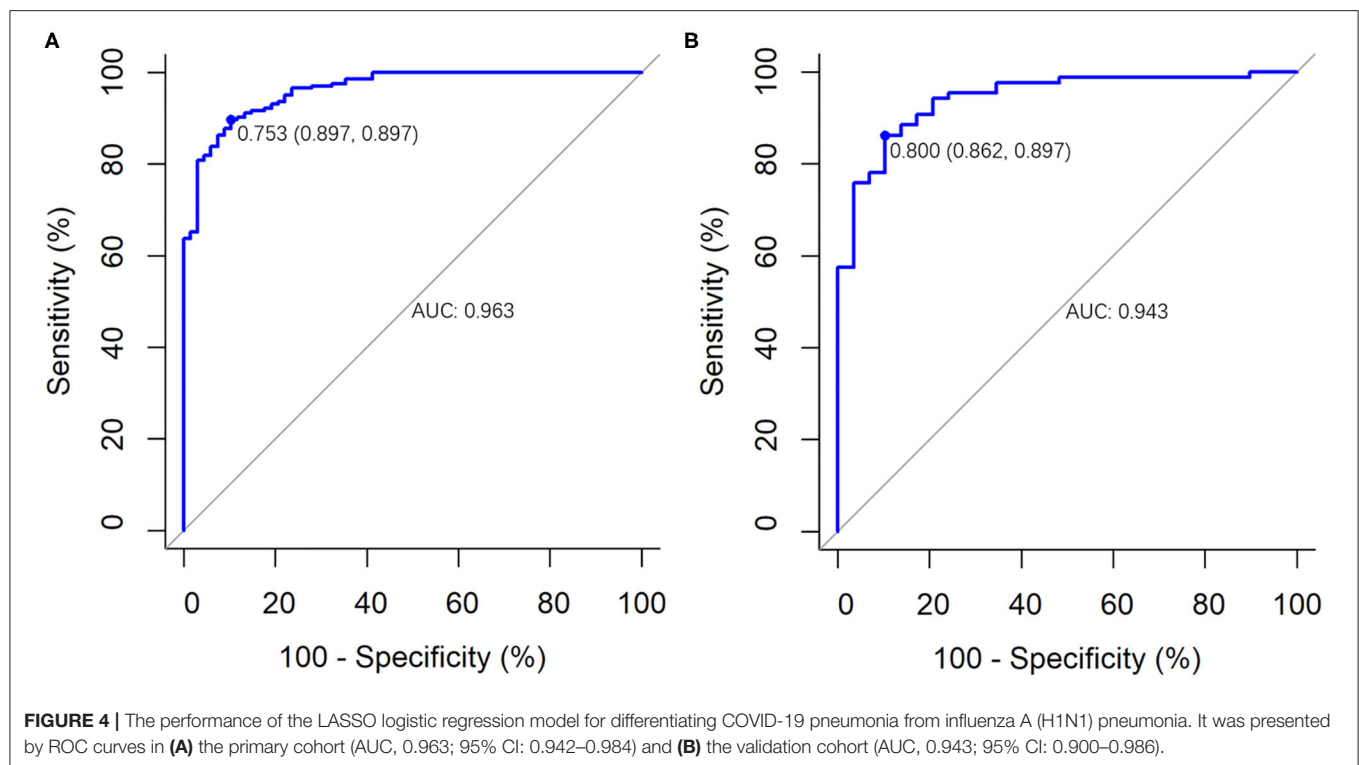 A
Sensitivity (%)
100
80
60
40
20
0
0.753 (0.897, 0.897)
AUC: 0.963
0 20 40 60 80 100
100 - Specificity (%)
B
Sensitivity (%)
100
80
60
40
20
0
0.800 (0.862, 0.897)
AUC: 0.943
0 20 40 60 80 100
100 - Specificity (%)
FIGURE 4 | The performance of the LASSO logistic regression model for differentiating COVID-19 pneumonia from influenza A (H1N1) pneumonia. It was presented
by ROC curves in (A) the primary cohort (AUC, 0.963; 95% CI: 0.942–0.984) and (B) the validation cohort (AUC, 0.943; 95% CI: 0.900–0.986).